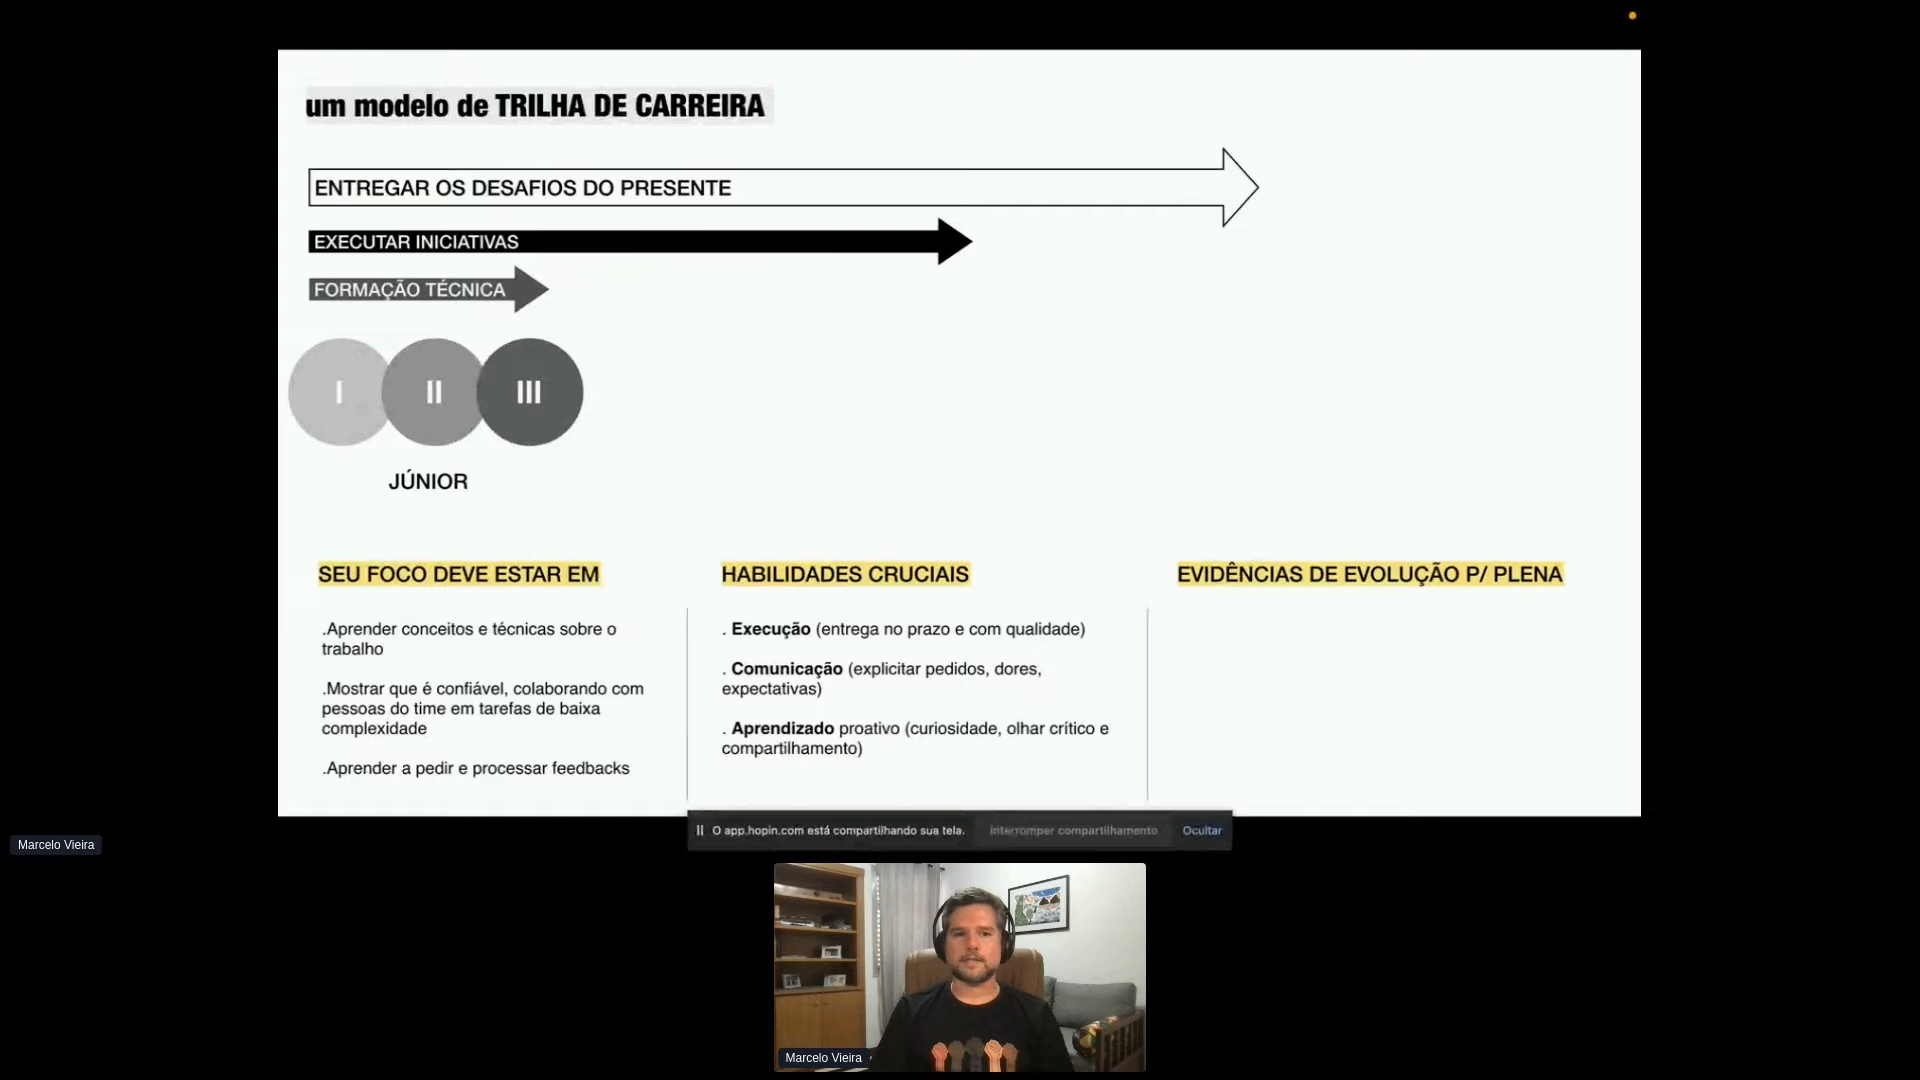 um modelo de TRILHA DE CARREIRA
ENTREGAR OS DESAFIOS DO PRESENTE
EXECUTAR INICIATIVAS
FORMAÇÃO TÉCNICA
I II III
JÚNIOR
SEU FOCO DEVE ESTAR EM
.Aprender conceitos e técnicas sobre o
trabalho
.Mostrar que é confiável, colaborando com
pessoas do time em tarefas de baixa
complexidade
.Aprender a pedir e processar feedbacks
HABILIDADES CRUCIAIS
. Execução (entrega no prazo e com qualidade)
. Comunicação (explicitar pedidos, dores,
expectativas)
. Aprendizado proativo (curiosidade, olhar crítico e
compartilhamento)
EVIDÊNCIAS DE EVOLUÇÃO P/ PLENA
O app.hopin.com está compartilhando sua tela. Interromper compartilhamento Ocultar
Marcelo Vieira
Marcelo Vieira